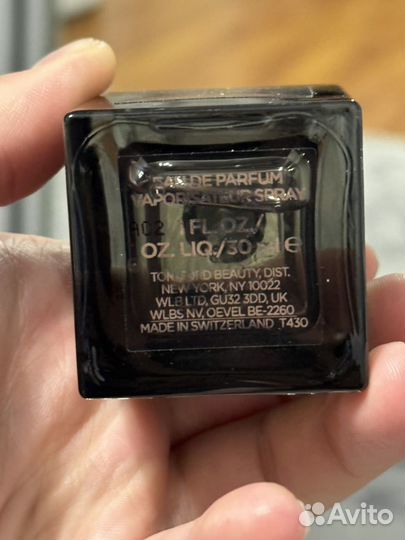 EAU DE PARFUM
VAPORISATEUR SPRAY
AC2 1 FL. OZ./
OZ. LIQ./30 ml ℮
TOM FORD BEAUTY, DIST.
NEW YORK, NY 10022
WLB LTD, GU32 3DD, UK
WLBS NV, OEVEL BE-2260
MADE IN SWITZERLAND T430
Avito